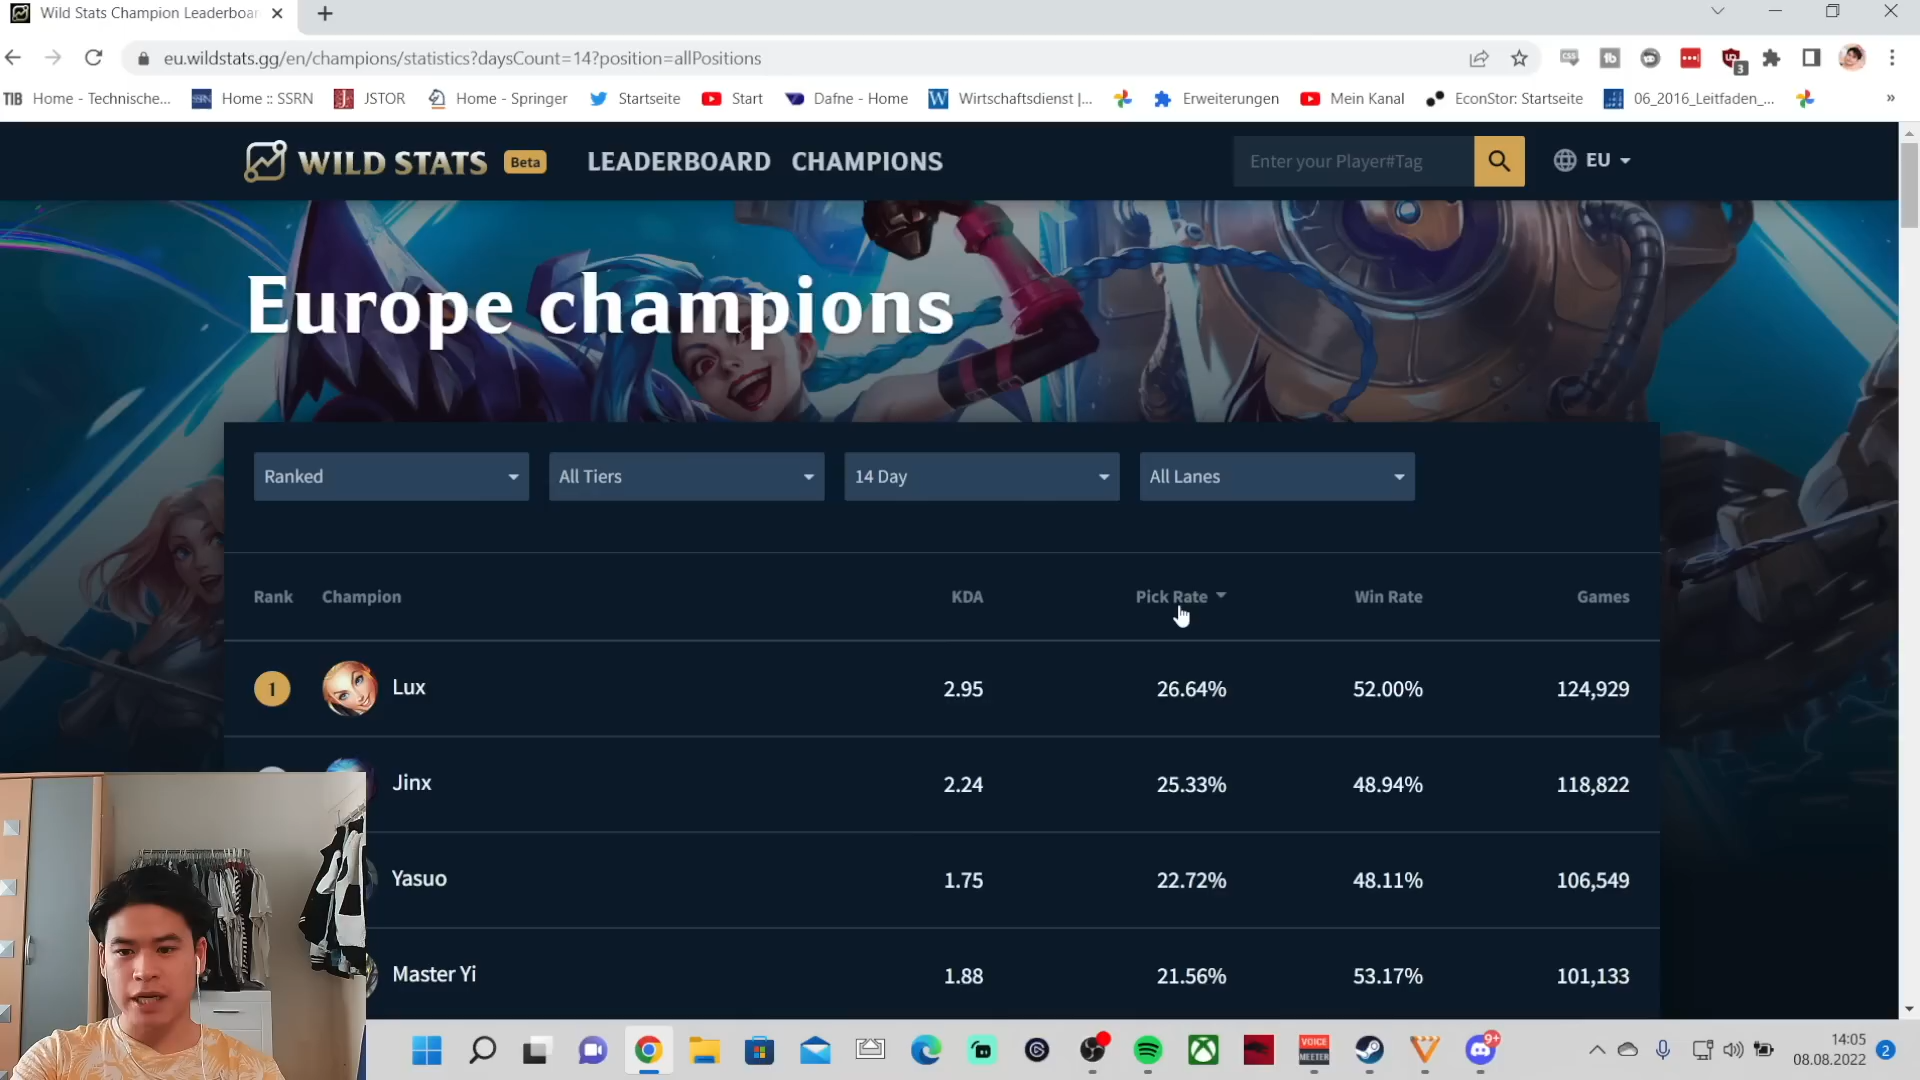 Wild Stats Champion Leaderboar
eu.wildstats.gg/en/champions/statistics?daysCount=14?position=allPositions
TIB Home - Technische... SSRN Home :: SSRN JSTOR Home - Springer Startseite Start Dafne - Home W Wirtschaftsdienst |... Erweiterungen Mein Kanal EconStor: Startseite 06_2016_Leitfaden_... »
WILD STATS Beta LEADERBOARD CHAMPIONS Enter your Player#Tag EU
Europe champions
Ranked All Tiers 14 Day All Lanes
Rank Champion KDA Pick Rate Win Rate Games
1 Lux 2.95 26.64% 52.00% 124,929
Jinx 2.24 25.33% 48.94% 118,822
Yasuo 1.75 22.72% 48.11% 106,549
Master Yi 1.88 21.56% 53.17% 101,133
VOICE MEETER 9+ 14:05
08.08.2022 2